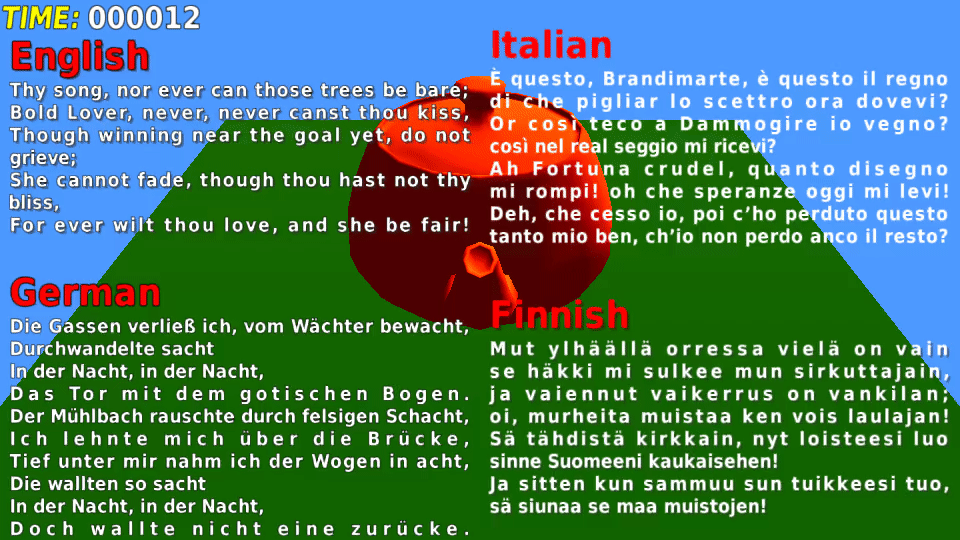 TIME: 000012
English
Thy song, nor ever can those trees be bare;
Bold Lover, never, never canst thou kiss,
Though winning near the goal yet, do not
grieve;
She cannot fade, though thou hast not thy
bliss,
For ever wilt thou love, and she be fair!
German
Die Gassen verließ ich, vom Wächter bewacht,
Durchwandelte sacht
In der Nacht, in der Nacht,
Das Tor mit dem gotischen Bogen.
Der Mühlbach rauschte durch felsigen Schacht,
Ich lehnte mich über die Brücke,
Tief unter mir nahm ich der Wogen in acht,
Die wallten so sacht
In der Nacht, in der Nacht,
Doch wallte nicht eine zurücke.
Italian
È questo, Brandimarte, è questo il regno
di che pigliar lo scettro ora dovevi?
Or così teco a Dammogire io vegno?
così nel real seggio mi ricevi?
Ah Fortuna crudel, quanto disegno
mi rompi! oh che speranze oggi mi levi!
Deh, che cesso io, poi c’ho perduto questo
tanto mio ben, ch’io non perdo anco il resto?
Finnish
Mut ylhäällä orressa vielä on vain
se häkki mi sulkee mun sirkuttajain,
ja vaiennut vaikerrus on vankilan;
oi, murheita muistaa ken vois laulajan!
Sä tähdistä kirkkain, nyt loisteesi luo
sinne Suomeeni kaukaisehen!
Ja sitten kun sammuu sun tuikkeesi tuo,
sä siunaa se maa muistojen!